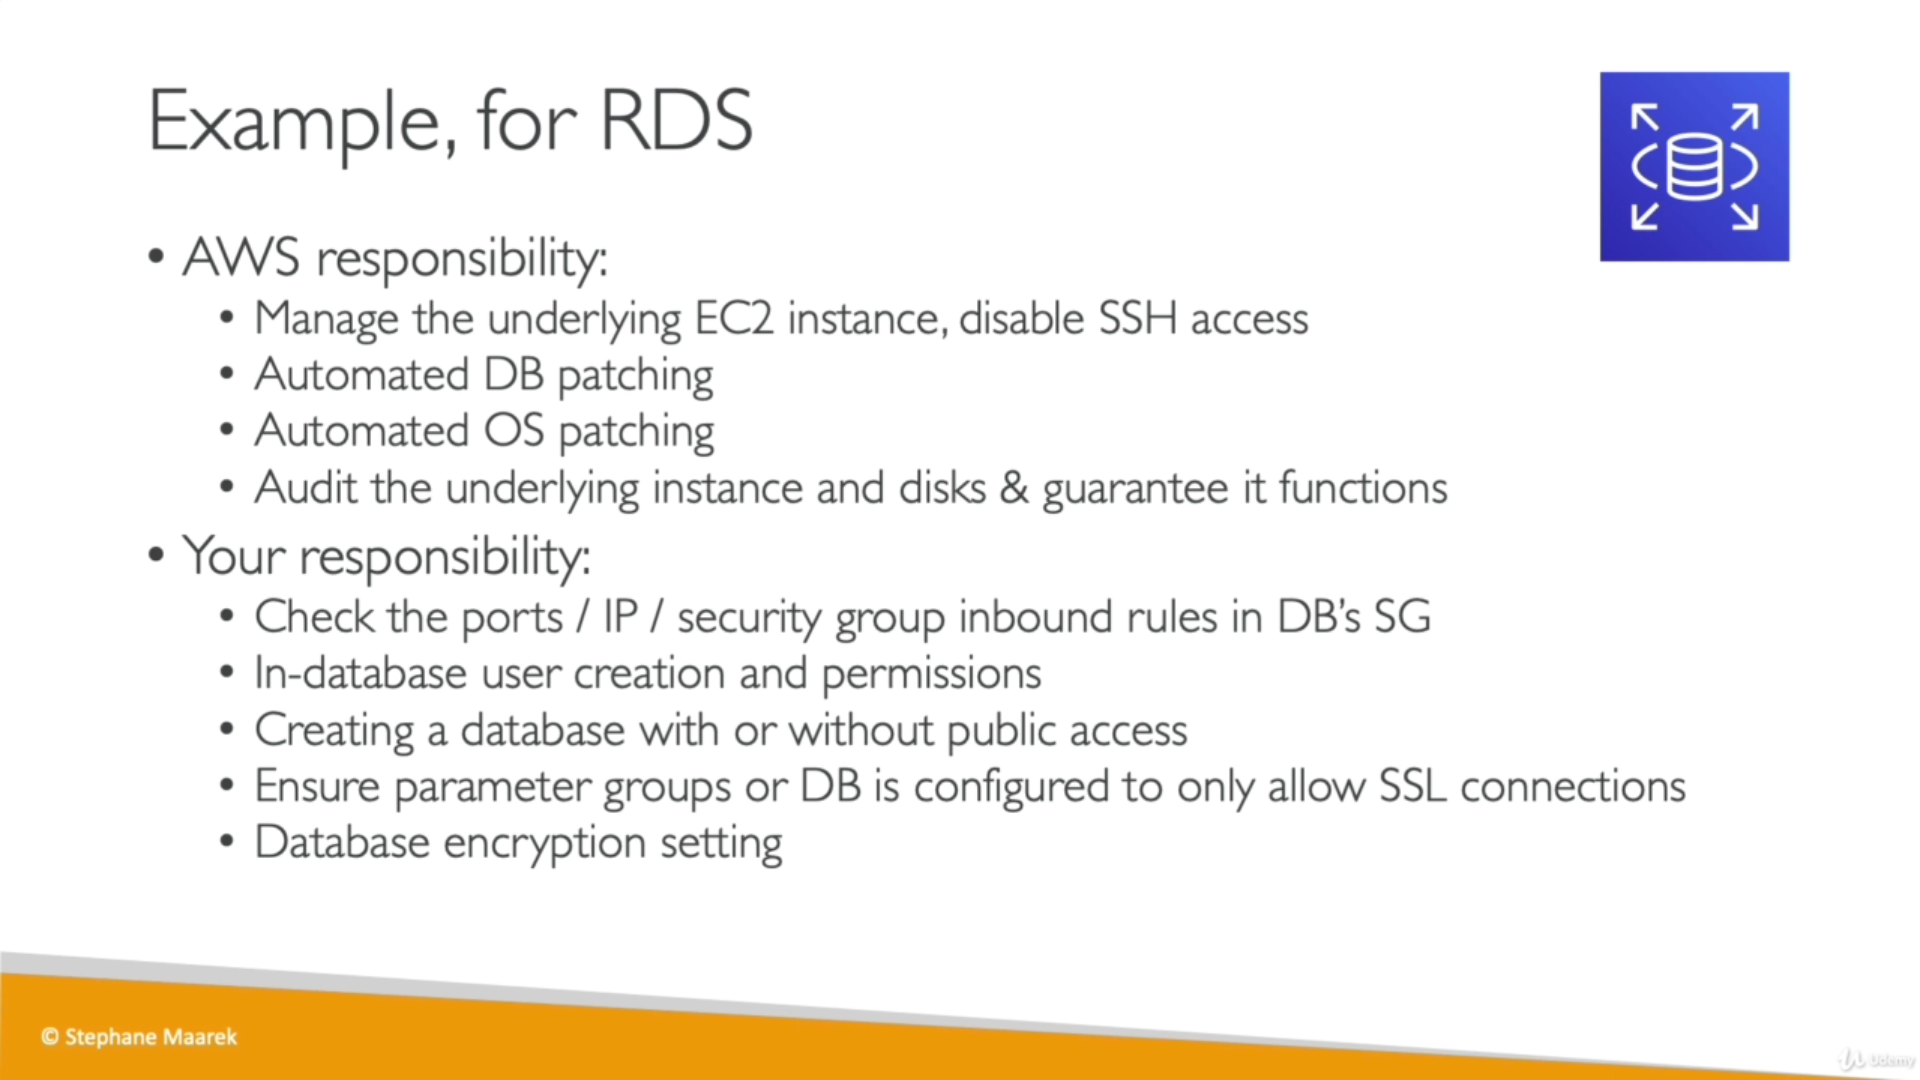 Example, for RDS
• AWS responsibility:
• Manage the underlying EC2 instance, disable SSH access
• Automated DB patching
• Automated OS patching
• Audit the underlying instance and disks & guarantee it functions
• Your responsibility:
• Check the ports / IP / security group inbound rules in DB’s SG
• In-database user creation and permissions
• Creating a database with or without public access
• Ensure parameter groups or DB is configured to only allow SSL connections
• Database encryption setting
© Stephane Maarek
Udemy